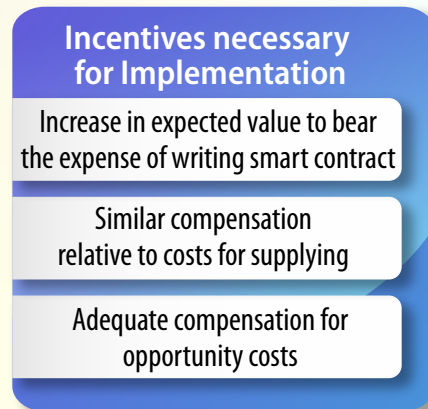 Incentives necessary
for Implementation
Increase in expected value to bear
the expense of writing smart contract
Similar compensation
relative to costs for supplying
Adequate compensation for
opportunity costs